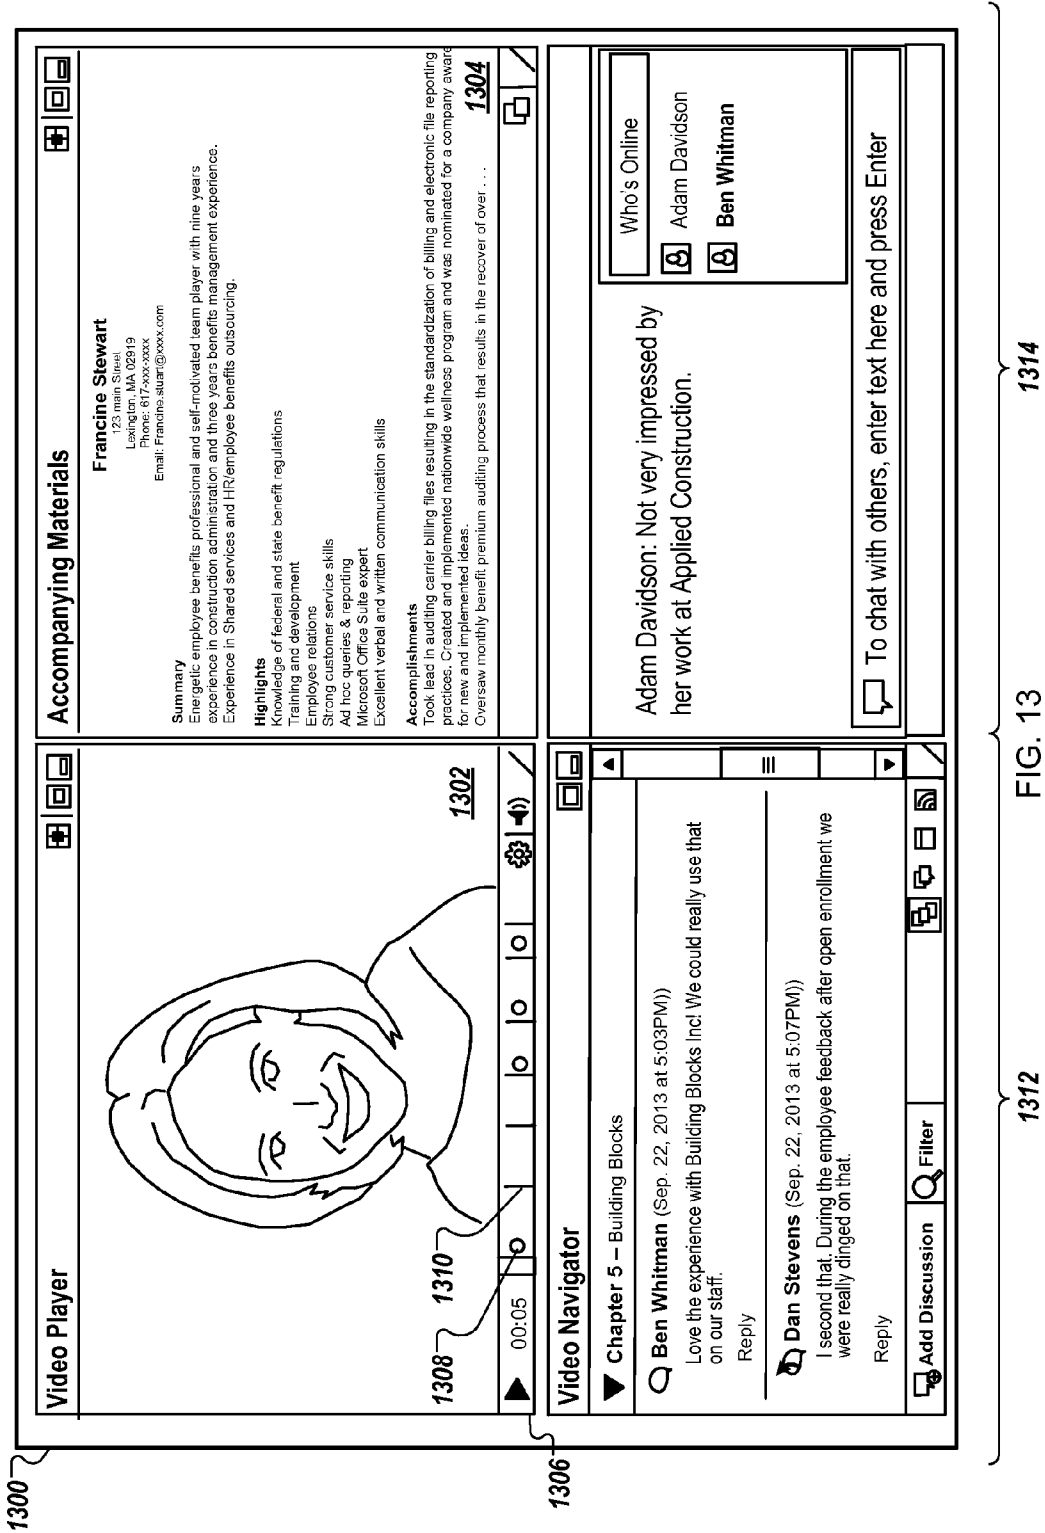 1300
Video Player
1302
1308
1310
00:05
1306
Accompanying Materials
Francine Stewart
123 main Street
Lexington, MA 02919
Phone: 617-xxx-xxxx
Email: Francine.stuart@xxxx.com
Summary
Energetic employee benefits professional and self-motivated team player with nine years
experience in construction administration and three years benefits management experience.
Experience in Shared services and HR/employee benefits outsourcing.
Highlights
Knowledge of federal and state benefit regulations
Training and development
Employee relations
Strong customer service skills
Ad hoc queries & reporting
Microsoft Office Suite expert
Excellent verbal and written communication skills
Accomplishments
Took lead in auditing carrier billing files resulting in the standardization of billing and electronic file reporting
practices. Created and implemented nationwide wellness program and was nominated for a company aware
for new and implemented ideas.
Oversaw monthly benefit premium auditing process that results in the recover of over . . .
1304
Video Navigator
Chapter 5 – Building Blocks
Ben Whitman (Sep. 22, 2013 at 5:03PM))
Love the experience with Building Blocks Inc! We could really use that
on our staff.
Reply
Dan Stevens (Sep. 22, 2013 at 5:07PM))
I second that. During the employee feedback after open enrollment we
were really dinged on that.
Reply
Add Discussion
Filter
Adam Davidson: Not very impressed by
her work at Applied Construction.
Who's Online
Adam Davidson
Ben Whitman
To chat with others, enter text here and press Enter
1312
1314
FIG. 13